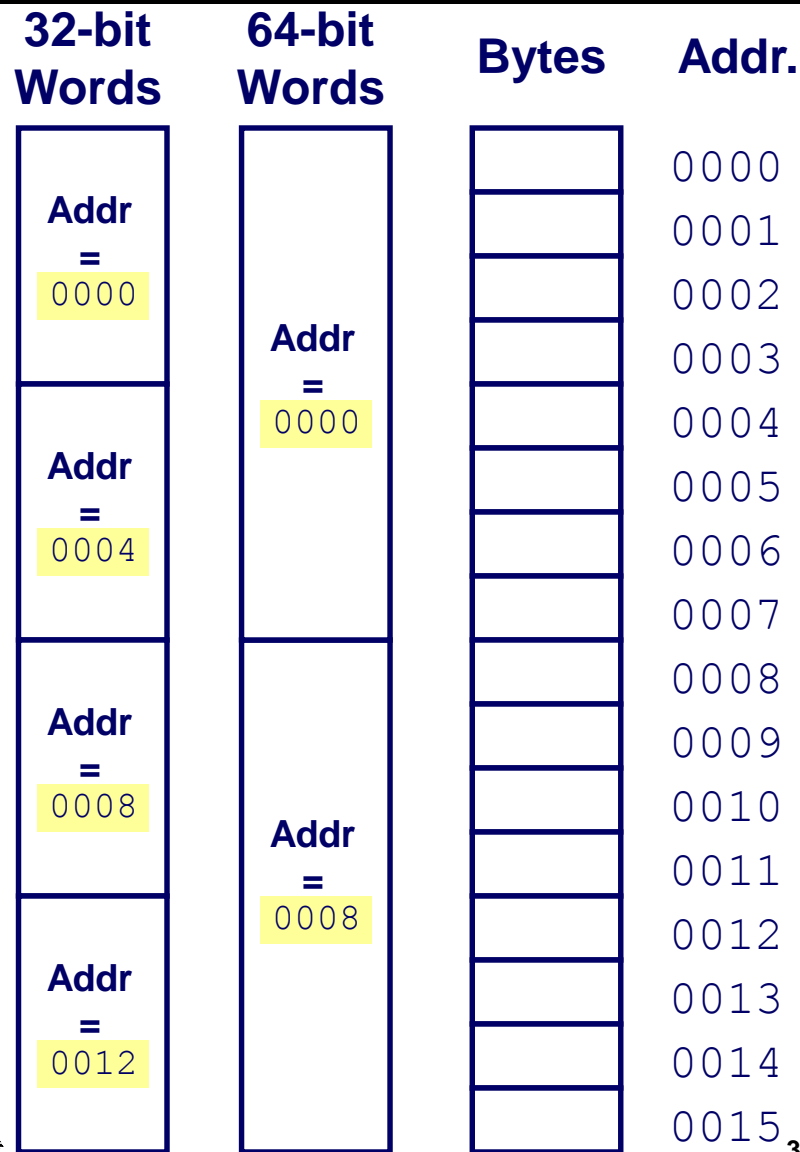 32-bit Words
64-bit Words
Bytes
Addr.
Addr
=
0000
Addr
=
0004
Addr
=
0008
Addr
=
0012
Addr
=
0000
Addr
=
0008
0000
0001
0002
0003
0004
0005
0006
0007
0008
0009
0010
0011
0012
0013
0014
0015